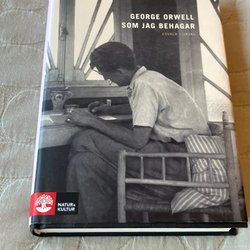 GEORGE ORWELL
SOM JAG BEHAGAR
NATUR &
KULTUR